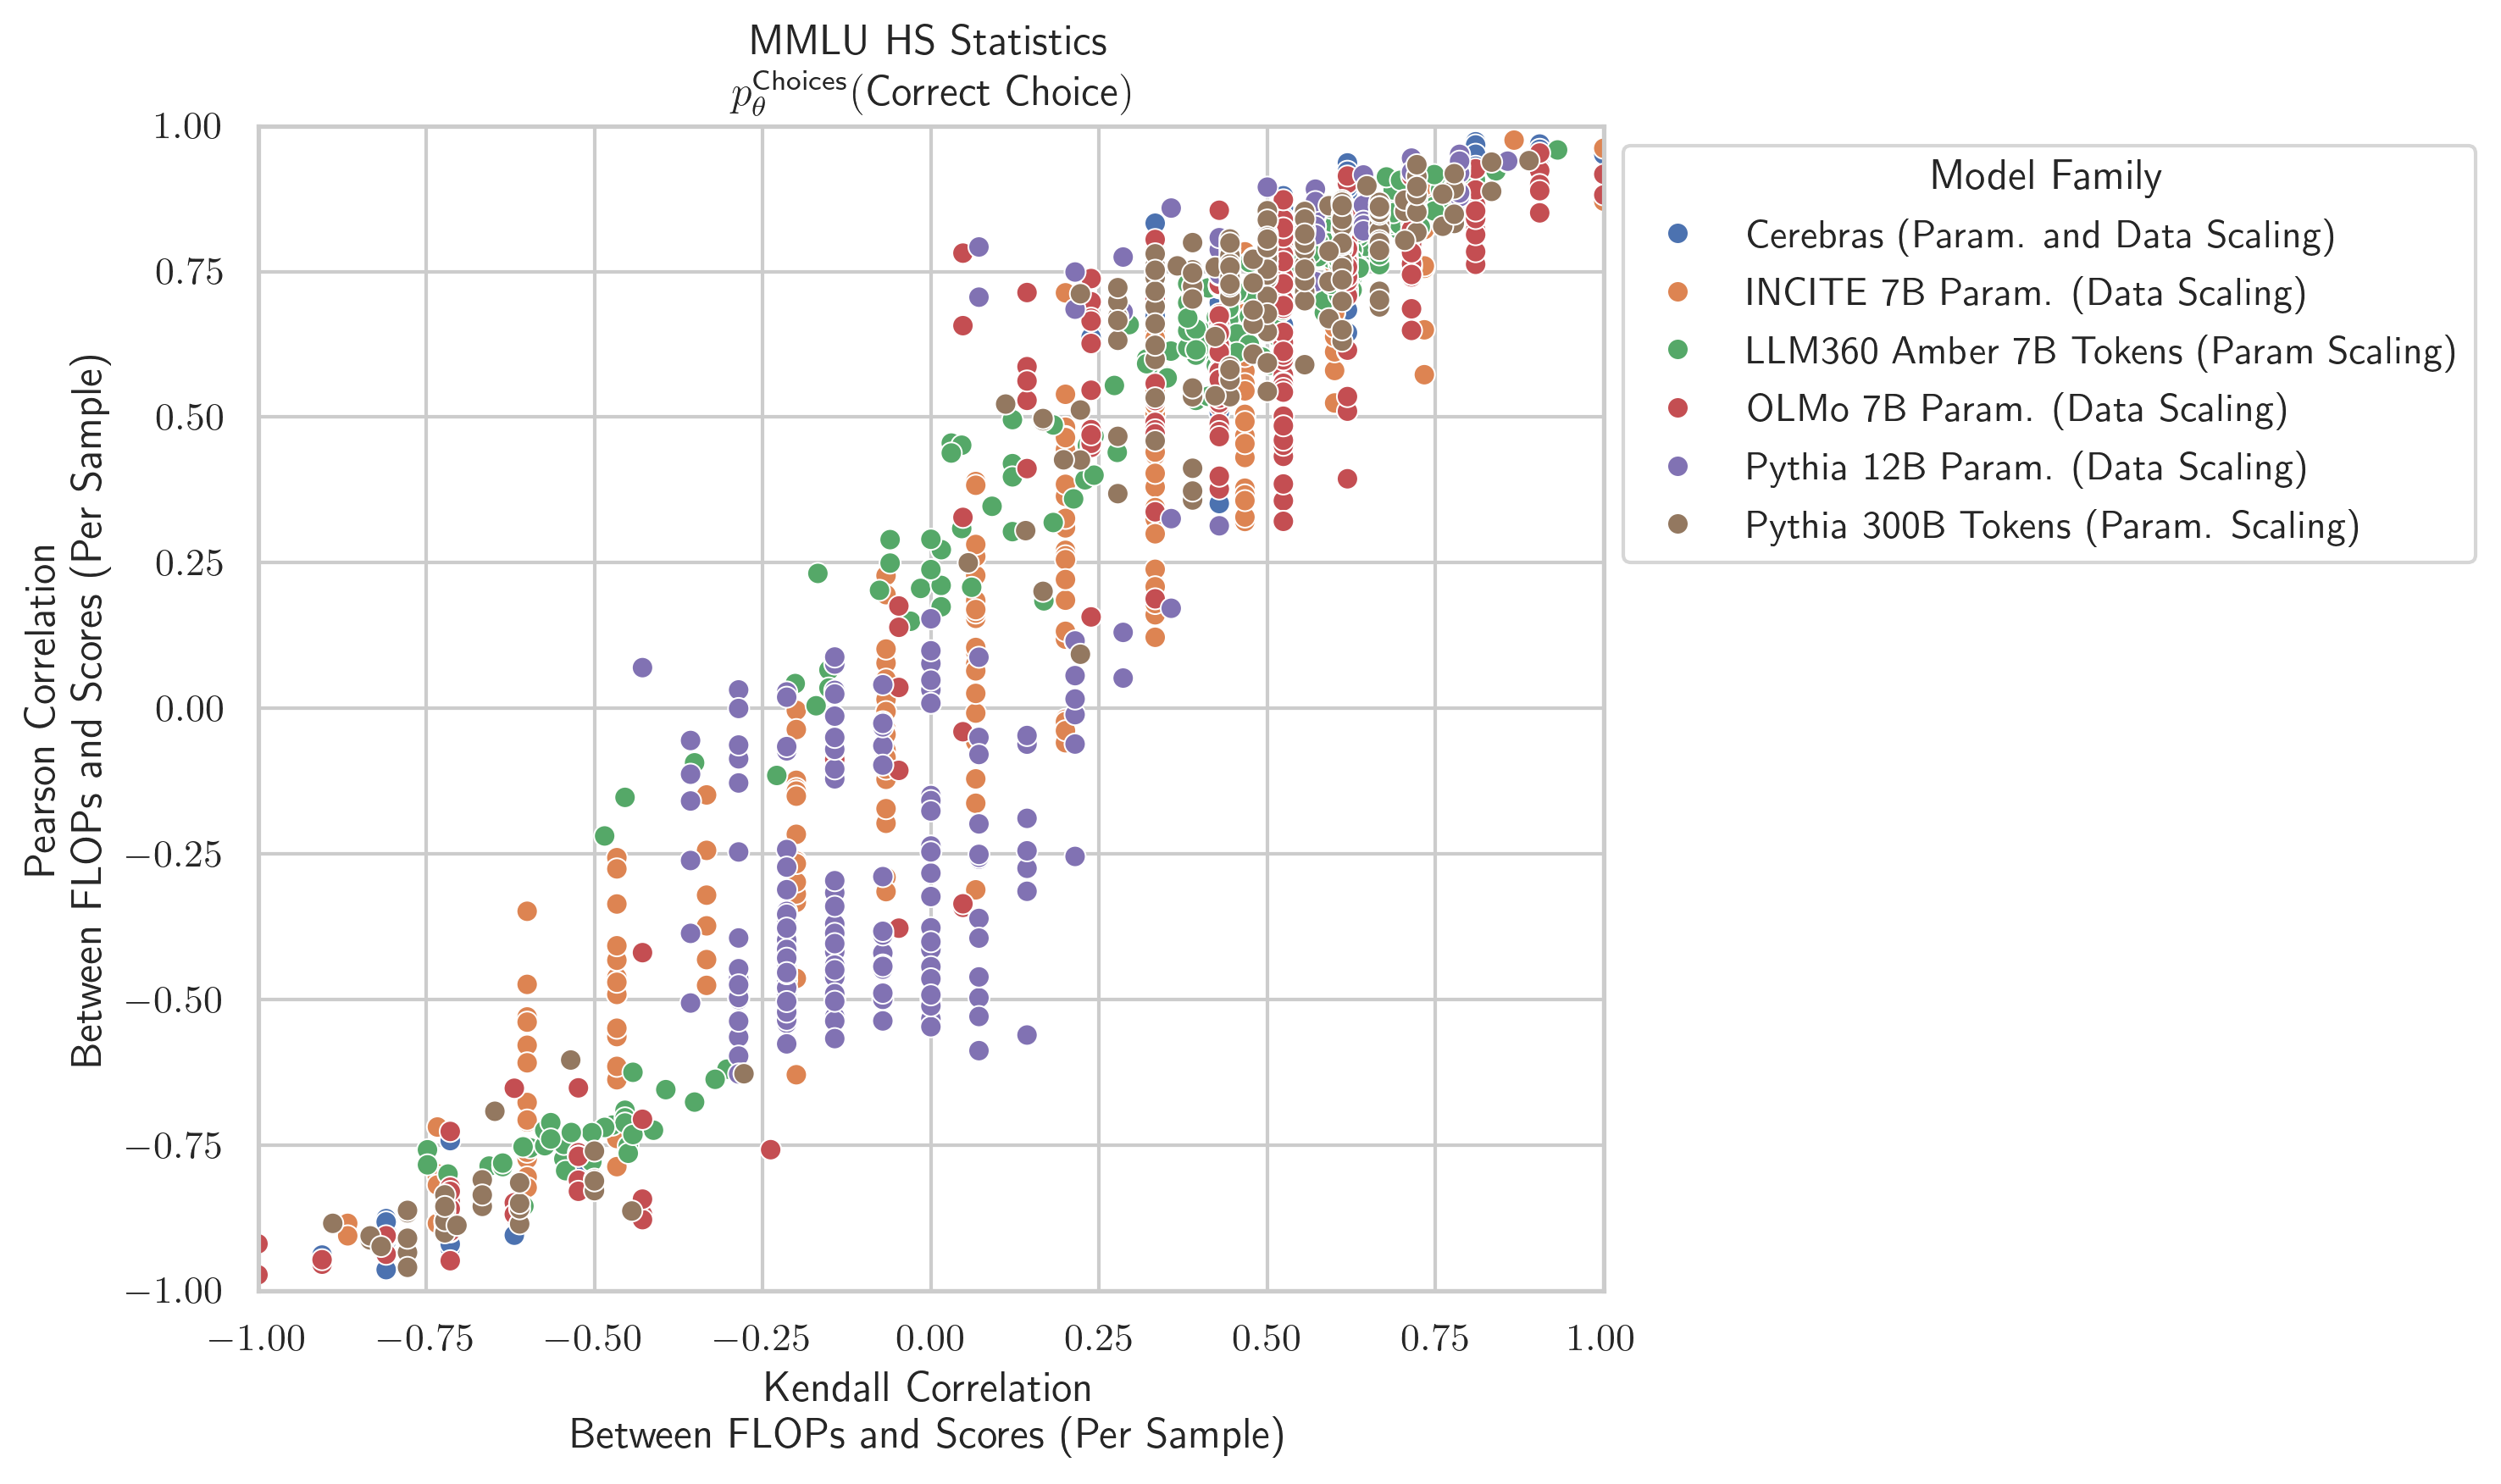 MMLU HS Statistics
p_θ^Choices(Correct Choice)
1.00
0.75
0.50
0.25
0.00
−0.25
−0.50
−0.75
−1.00
Pearson Correlation
Between FLOPs and Scores (Per Sample)
−1.00 −0.75 −0.50 −0.25 0.00 0.25 0.50 0.75 1.00
Kendall Correlation
Between FLOPs and Scores (Per Sample)
Model Family
Cerebras (Param. and Data Scaling)
INCITE 7B Param. (Data Scaling)
LLM360 Amber 7B Tokens (Param Scaling)
OLMo 7B Param. (Data Scaling)
Pythia 12B Param. (Data Scaling)
Pythia 300B Tokens (Param. Scaling)